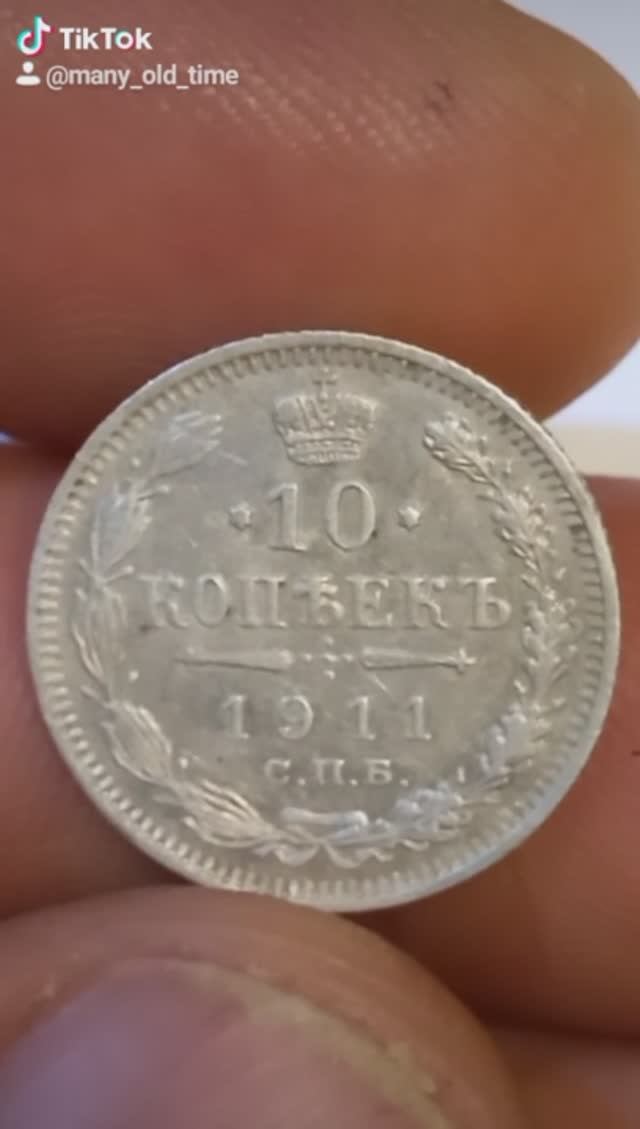 TikTok
@many_old_time
10
КОПѢЕКЪ
1911
С.П.Б.